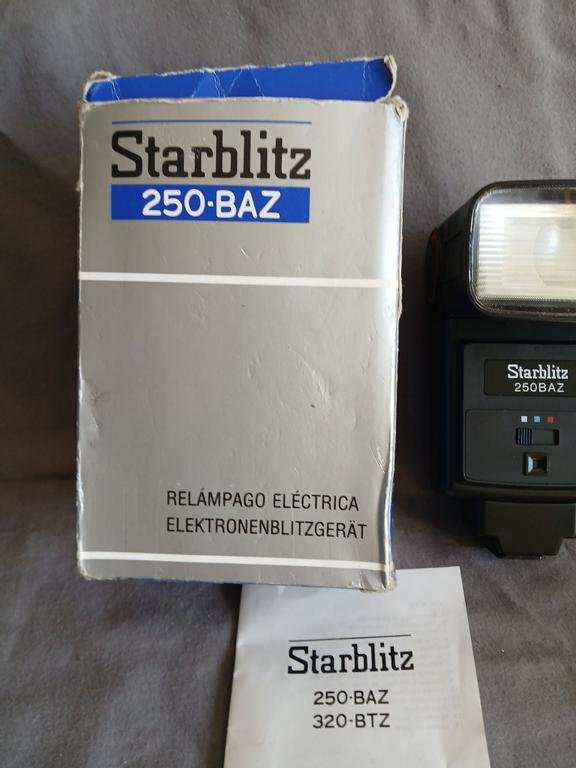 Starblitz
250·BAZ
RELÁMPAGO ELÉCTRICA
ELEKTRONENBLITZGERÄT
Starblitz
250BAZ
Starblitz
250·BAZ
320·BTZ